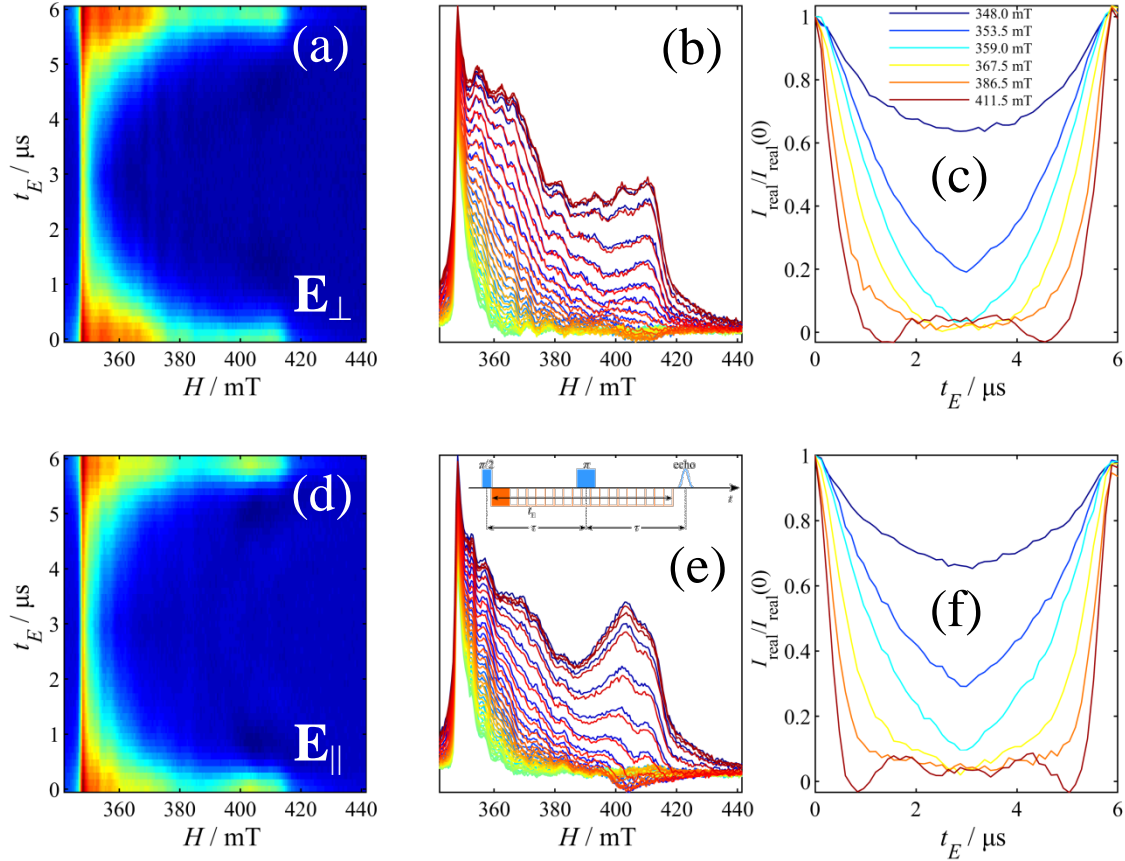 (a)
E⊥
6
5
4
3
2
1
0
t_E / μs
360
400
440
H / mT
(b)
360
380
400
420
440
H / mT
(c)
348.0 mT
353.5 mT
359.0 mT
367.5 mT
386.5 mT
411.5 mT
1
0.8
0.6
0.4
0.2
0
I_real/I_real(0)
0
2
4
6
t_E / μs
(d)
E∥
6
5
4
3
2
1
0
t_E / μs
360
400
440
H / mT
(e)
π/2
π
echo
t
t_E
τ
τ
360
380
400
420
440
H / mT
(f)
1
0.8
0.6
0.4
0.2
0
I_real/I_real(0)
0
2
4
6
t_E / μs